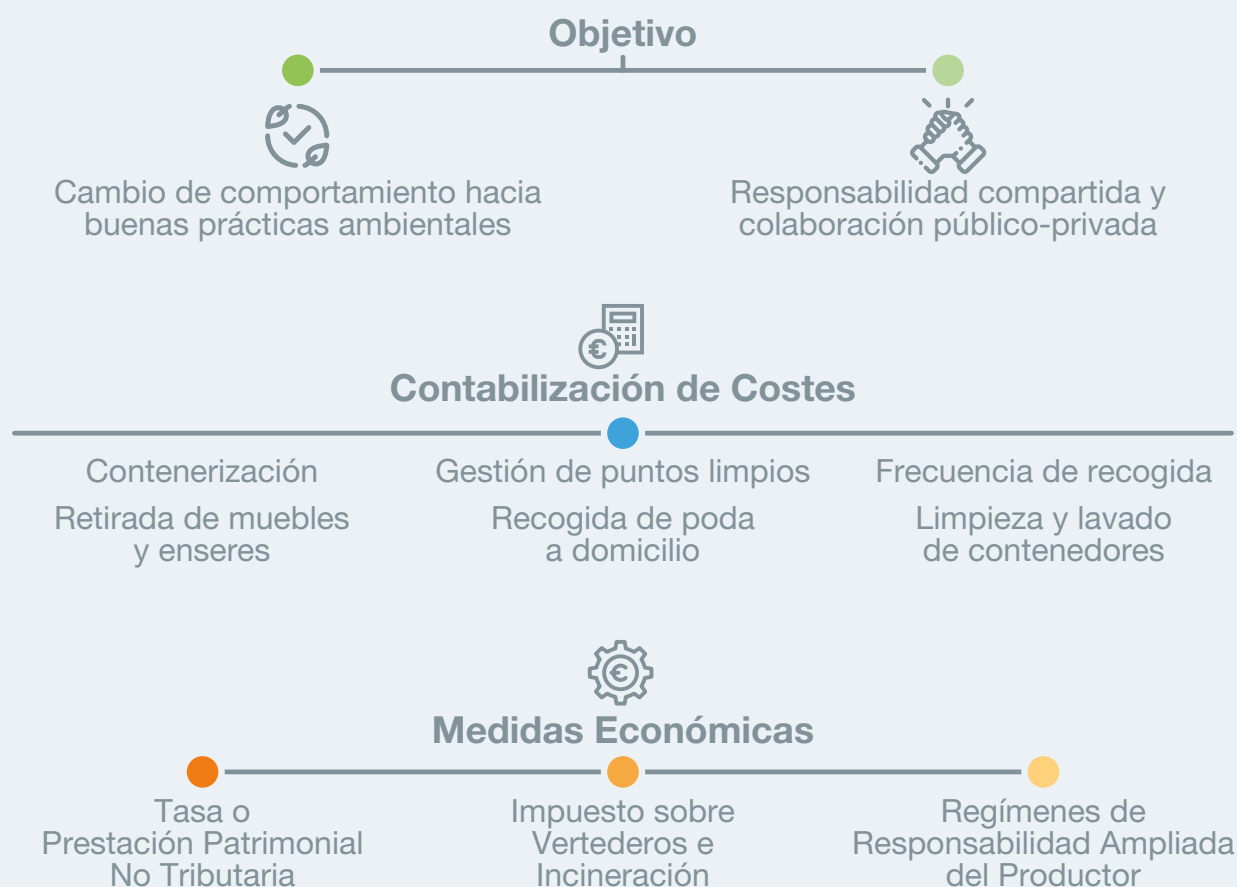 Objetivo
Cambio de comportamiento hacia
buenas prácticas ambientales
Responsabilidad compartida y
colaboración público-privada
€
Contabilización de Costes
Contenerización
Gestión de puntos limpios
Frecuencia de recogida
Retirada de muebles
y enseres
Recogida de poda
a domicilio
Limpieza y lavado
de contenedores
€
Medidas Económicas
Tasa o
Prestación Patrimonial
No Tributaria
Impuesto sobre
Vertederos e
Incineración
Regímenes de
Responsabilidad Ampliada
del Productor